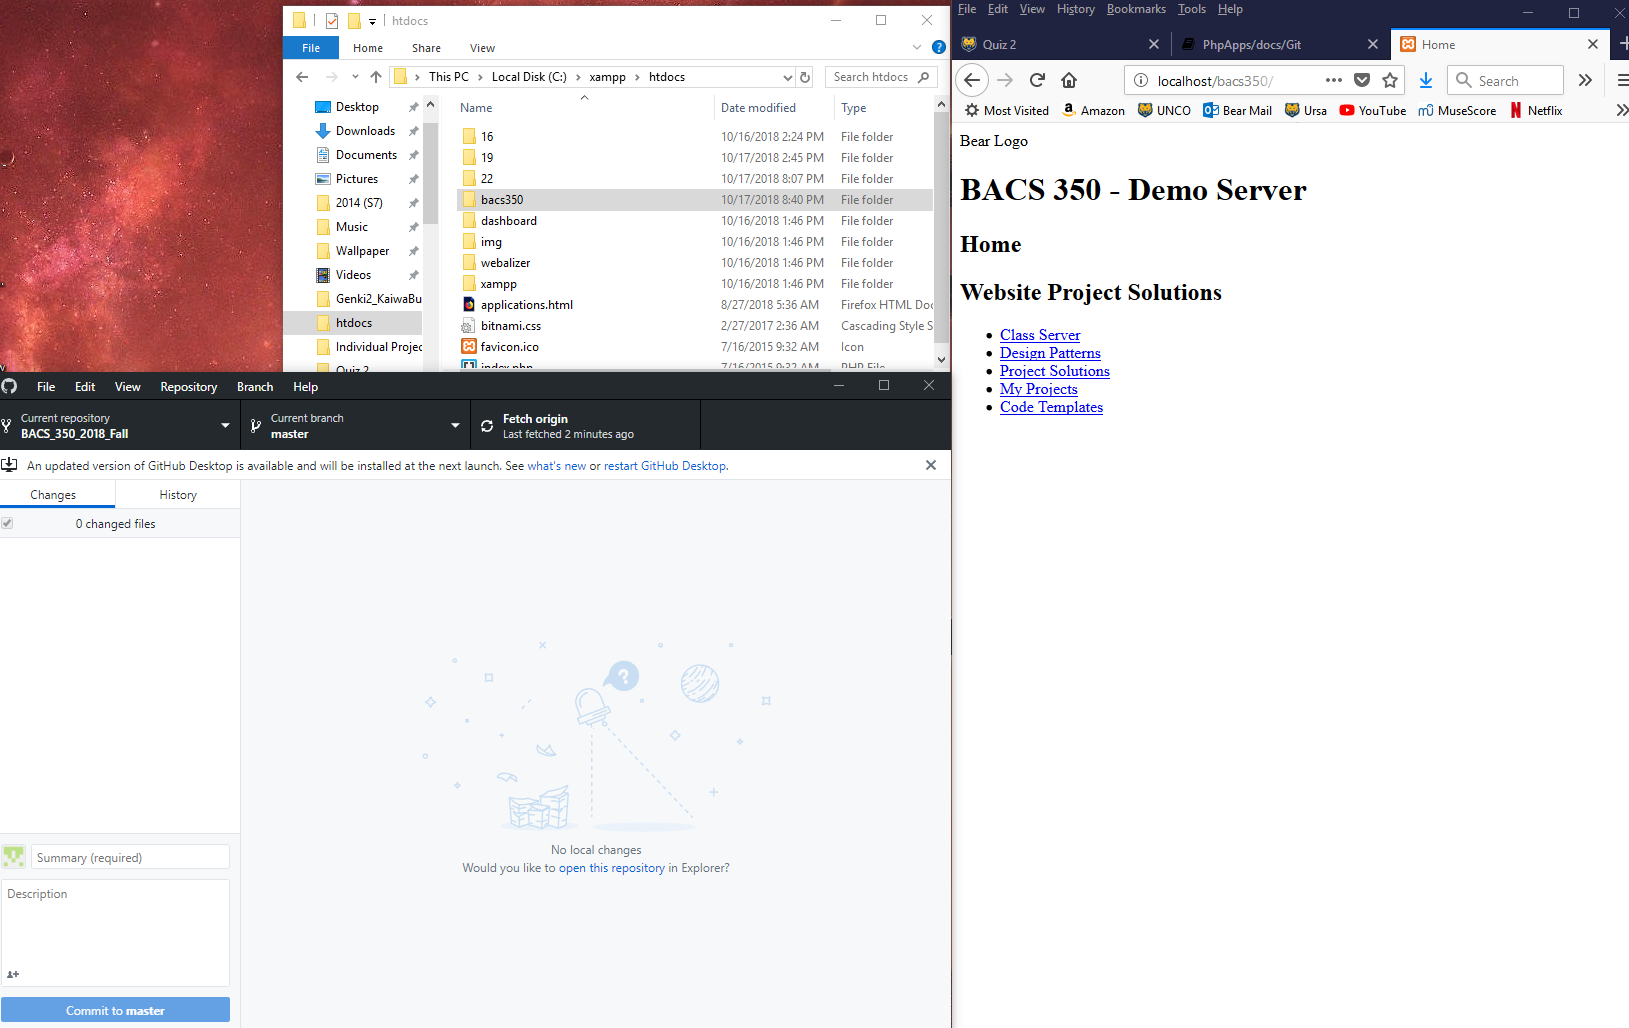 htdocs
File Home Share View
This PC > Local Disk (C:) > xampp > htdocs
Search htdocs
Desktop
Downloads
Documents
Pictures
2014 (S7)
Music
Wallpaper
Videos
Genki2_KaiwaBu
htdocs
Individual Projec
Quiz 2
Name Date modified Type
16 10/16/2018 2:24 PM File folder
19 10/17/2018 2:45 PM File folder
22 10/17/2018 8:07 PM File folder
bacs350 10/17/2018 8:40 PM File folder
dashboard 10/16/2018 1:46 PM File folder
img 10/16/2018 1:46 PM File folder
webalizer 10/16/2018 1:46 PM File folder
xampp 10/16/2018 1:46 PM File folder
applications.html 8/27/2018 5:36 AM Firefox HTML Doc
bitnami.css 2/27/2017 2:36 AM Cascading Style S
favicon.ico 7/16/2015 9:32 AM Icon
index.php 7/16/2015 9:32 AM PHP File
File Edit View Repository Branch Help
Current repository
BACS_350_2018_Fall
Current branch
master
Fetch origin
Last fetched 2 minutes ago
An updated version of GitHub Desktop is available and will be installed at the next launch. See what's new or restart GitHub Desktop.
Changes History
0 changed files
?
No local changes
Would you like to open this repository in Explorer?
Summary (required)
Description
Commit to master
File Edit View History Bookmarks Tools Help
Quiz 2
PhpApps/docs/Git
Home
localhost/bacs350/
Search
Most Visited Amazon UNCO Bear Mail Ursa YouTube MuseScore Netflix
Bear Logo
BACS 350 - Demo Server
Home
Website Project Solutions
Class Server
Design Patterns
Project Solutions
My Projects
Code Templates